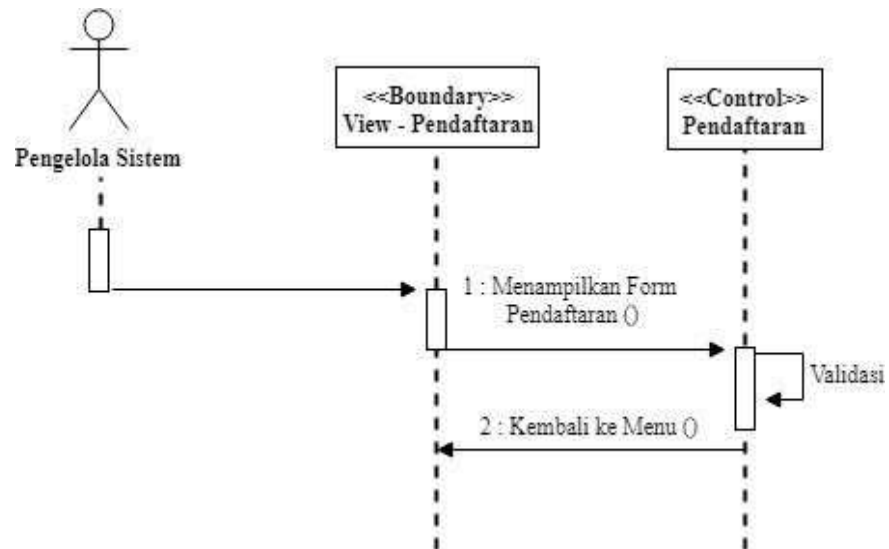 <<Boundary>>
View - Pendaftaran
<<Control>>
Pendaftaran
Pengelola Sistem
1 : Menampilkan Form
Pendaftaran ()
Validasi
2 : Kembali ke Menu ()